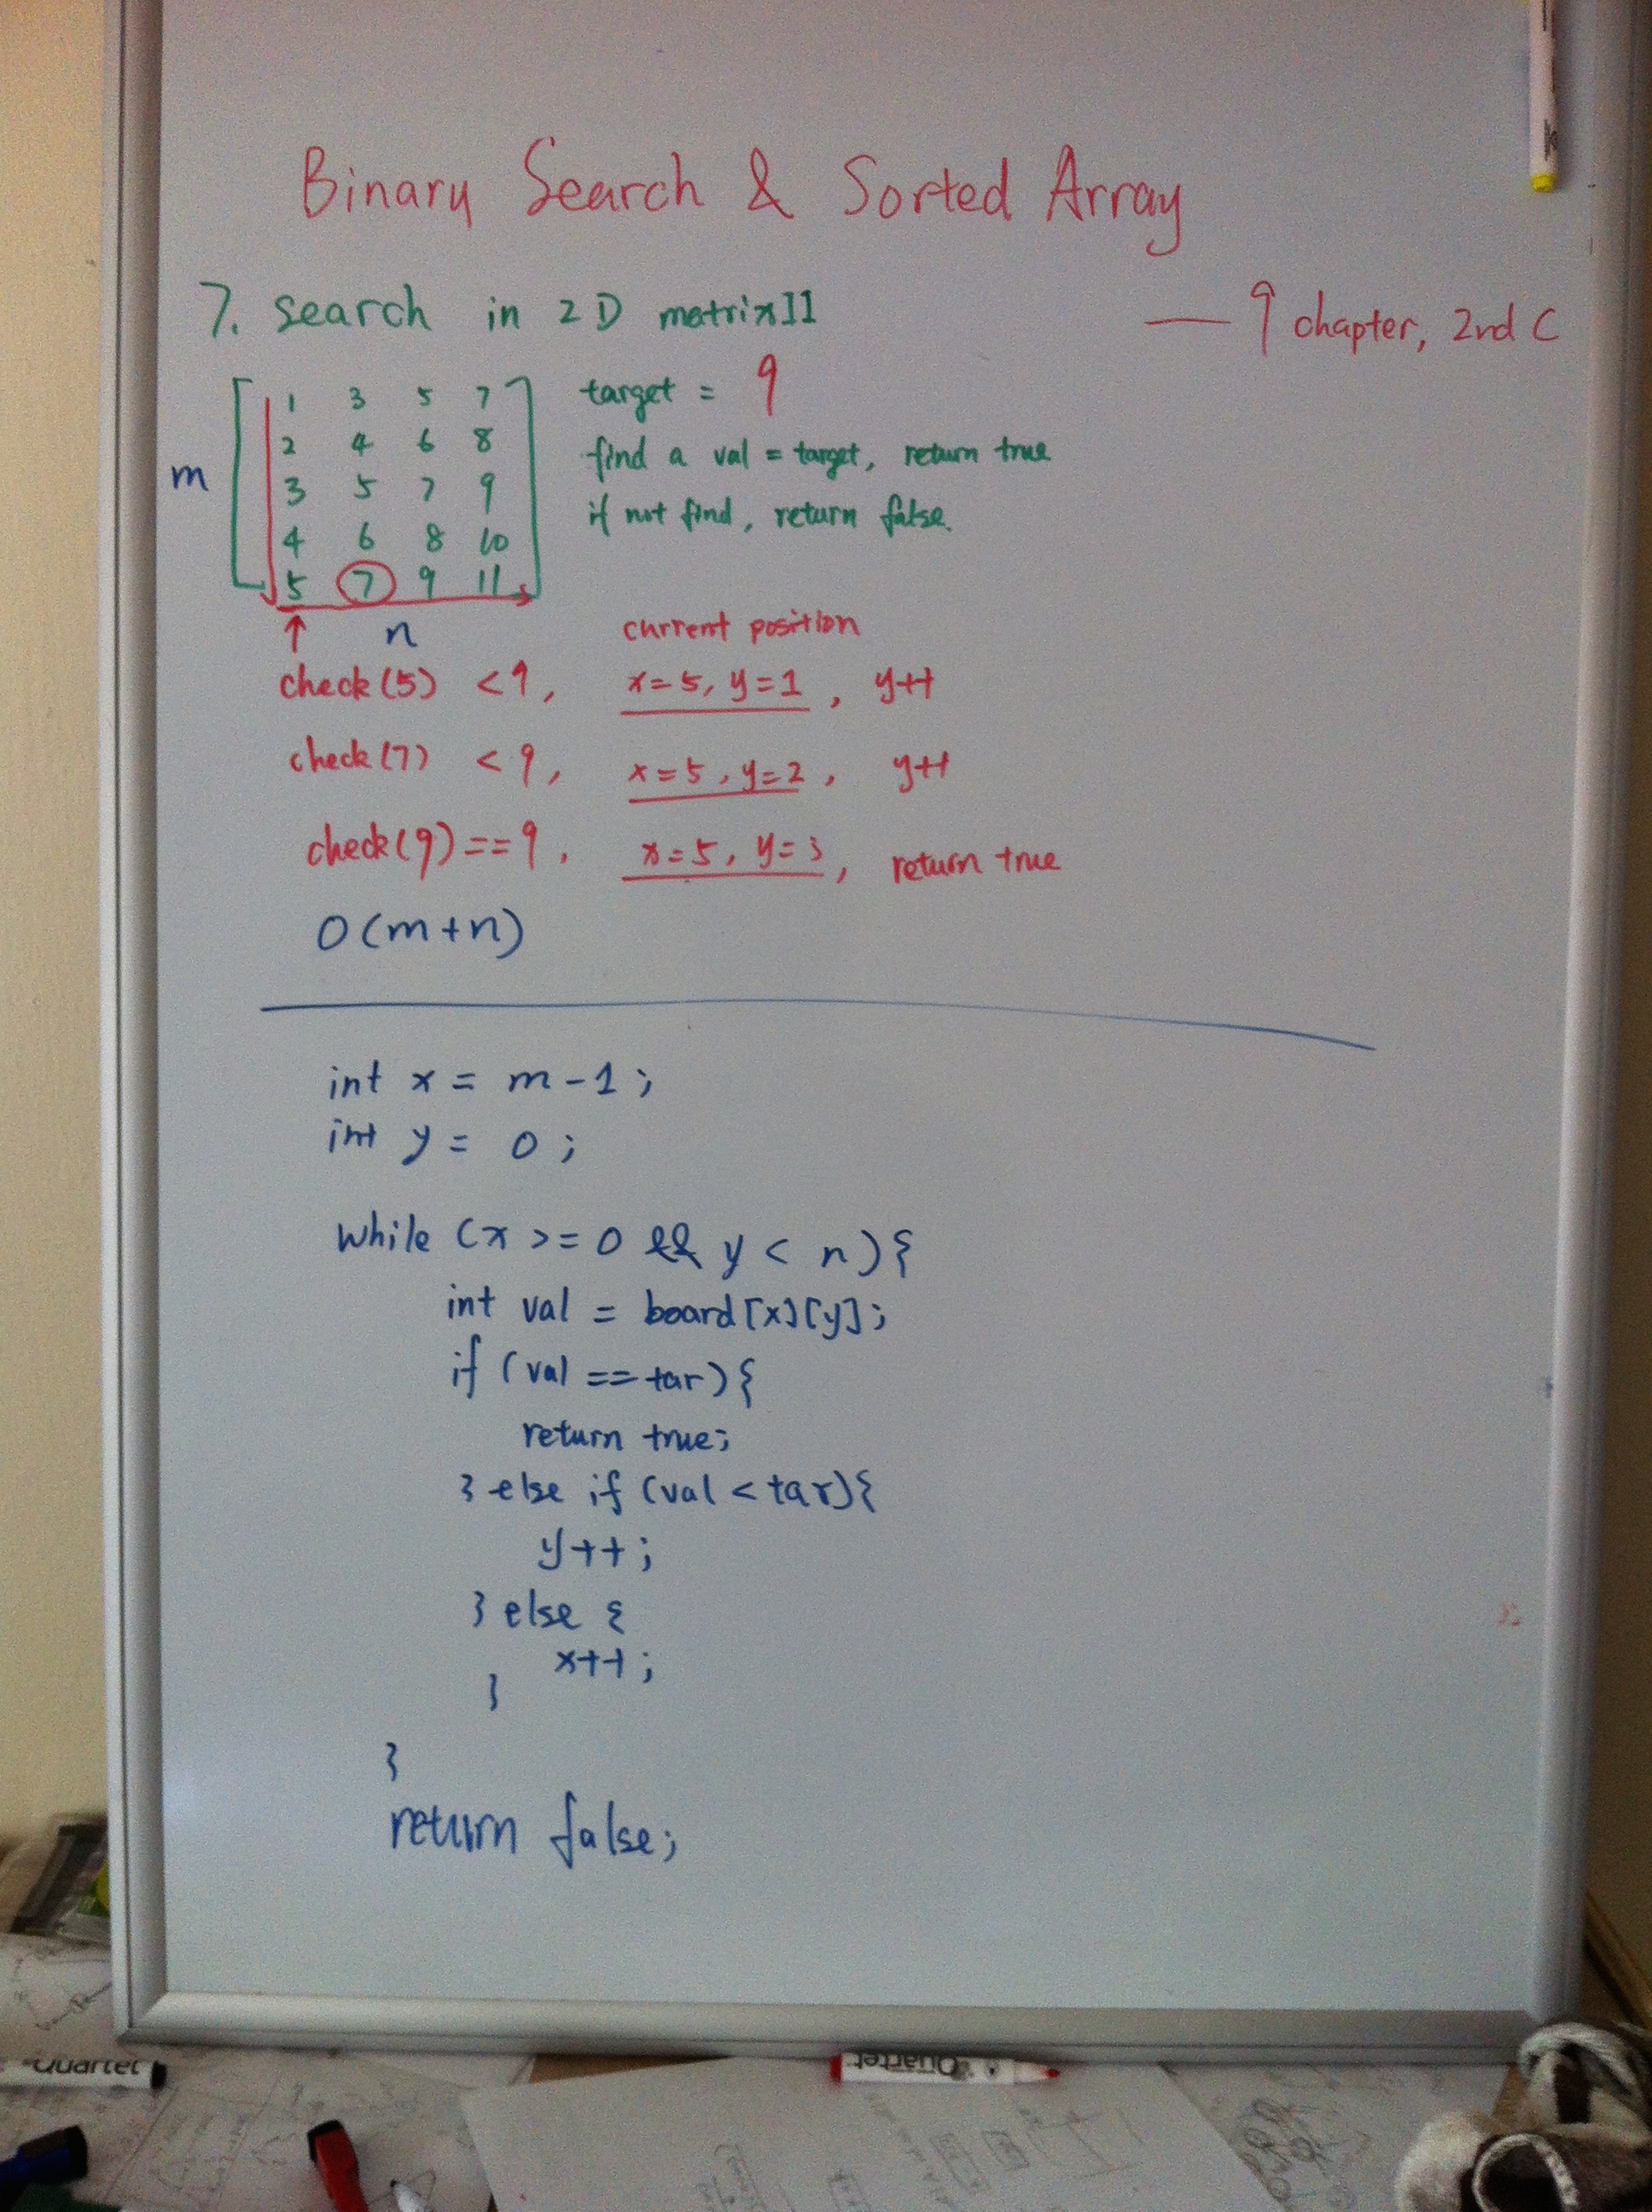 Binary Search & Sorted Array
7. search in 2D matrix II
— 9 chapter, 2nd C
1 3 5 7
2 4 6 8
3 5 7 9
4 6 8 10
5 7 9 11
m
n
target = 9
find a val = target, return true
if not find, return false.
current position
check(5) < 9, x=5, y=1, y++
check(7) < 9, x=5, y=2, y++
check(9) == 9, x=5, y=3, return true
O(m+n)
int x = m-1;
int y = 0;
while (x >= 0 && y < n){
int val = board[x][y];
if (val == tar){
return true;
} else if (val < tar){
y++;
} else {
x++;
}
}
return false;
Quartet
Quartet